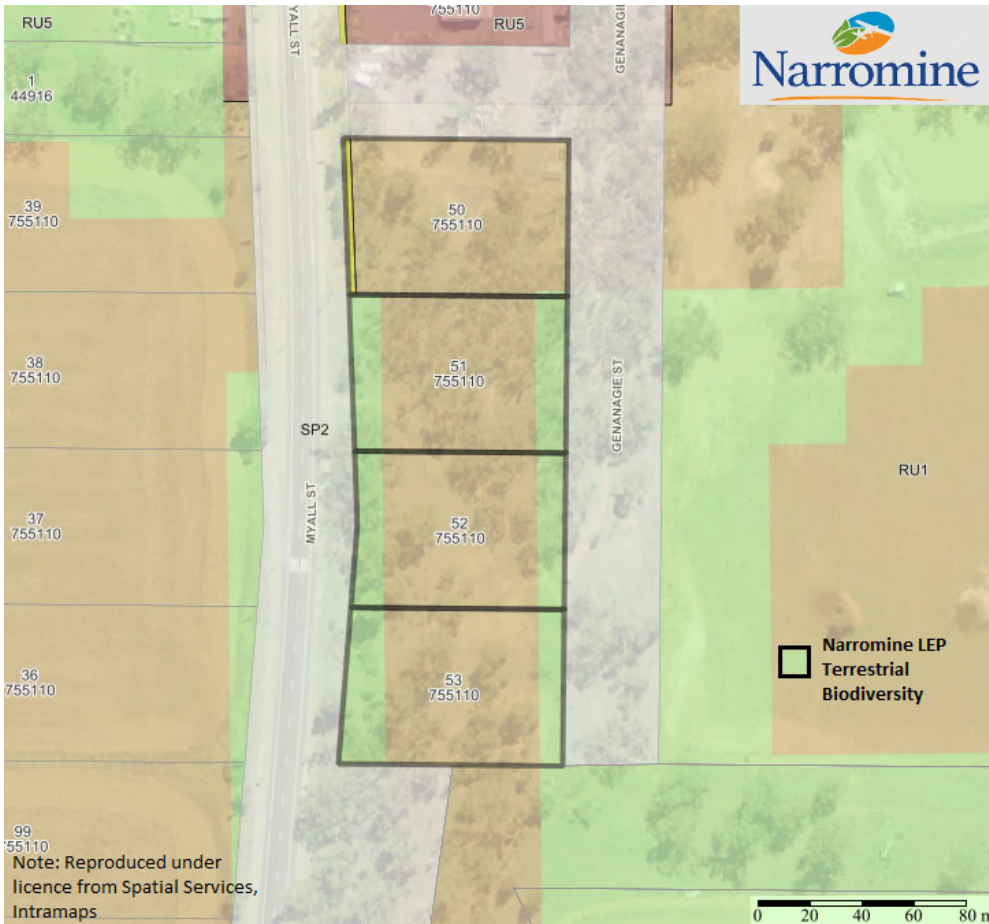 755110
RU5
RU5
MYALL ST
GENANAGIE
Narromine
1
44916
39
755110
50
755110
38
755110
51
755110
GENANAGIE ST
SP2
RU1
MYALL ST
37
755110
52
755110
Narromine LEP
Terrestrial
Biodiversity
36
755110
53
755110
99
755110
Note: Reproduced under
licence from Spatial Services,
Intramaps
0 20 40 60 80 m